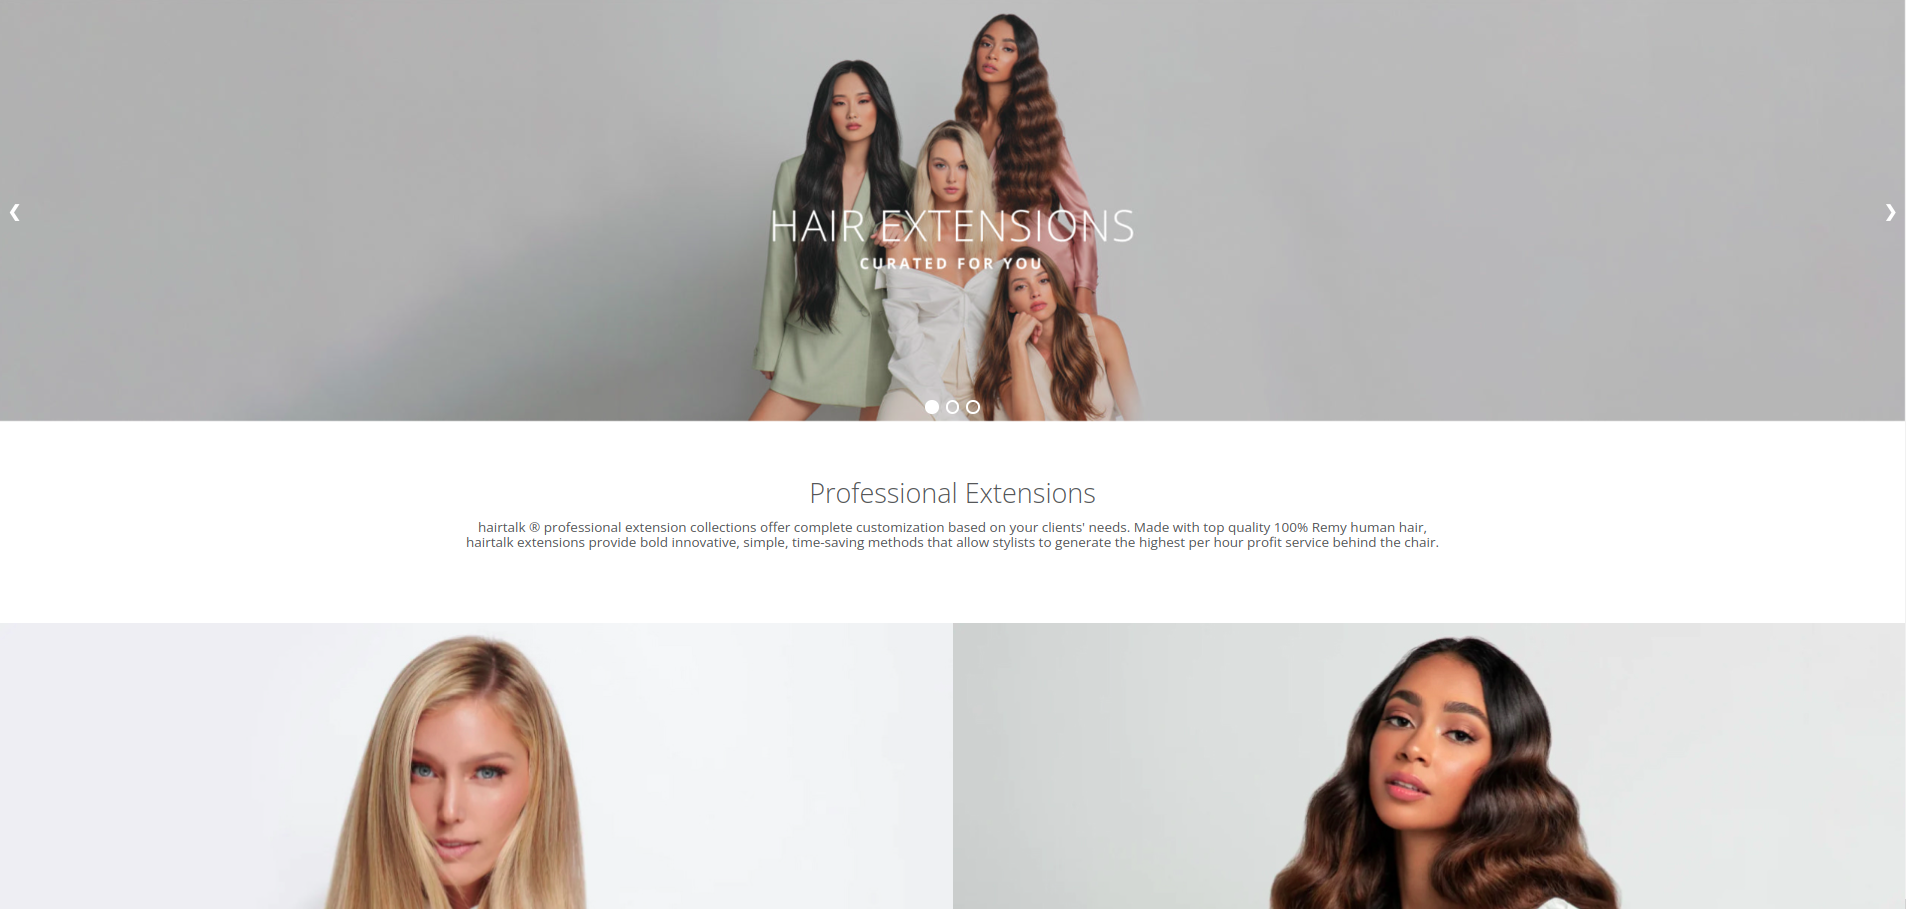 HAIR EXTENSIONS
CURATED FOR YOU
Professional Extensions
hairtalk ® professional extension collections offer complete customization based on your clients' needs. Made with top quality 100% Remy human hair,
hairtalk extensions provide bold innovative, simple, time-saving methods that allow stylists to generate the highest per hour profit service behind the chair.